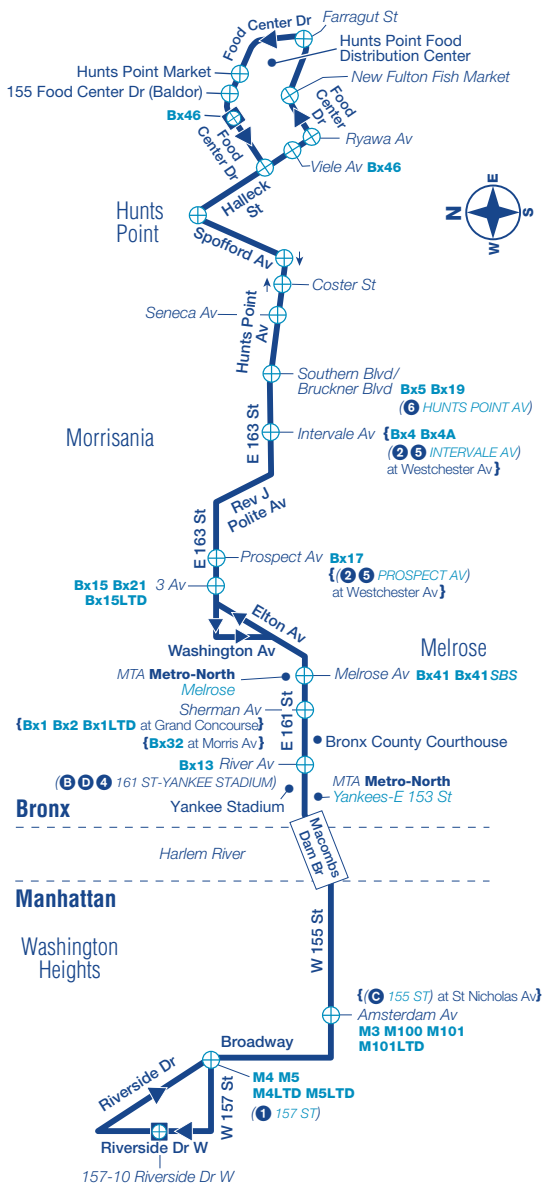 Food Center Dr
Farragut St
Hunts Point Food
Distribution Center
Hunts Point Market
New Fulton Fish Market
155 Food Center Dr (Baldor)
Food
Center
Dr
Bx46
Food
Center Dr
Ryawa Av
Viele Av Bx46
Halleck
St
Hunts
Point
N
E
S
W
Spofford Av
Coster St
Seneca Av
Hunts Point
Av
Southern Blvd/
Bruckner Blvd Bx5 Bx19
(6 HUNTS POINT AV)
E 163 St
Morrisania
Intervale Av {Bx4 Bx4A
(2 5 INTERVALE AV)
at Westchester Av}
Rev J
Polite Av
E 163 St
Prospect Av Bx17
{(2 5 PROSPECT AV)
at Westchester Av}
Bx15 Bx21 3 Av
Bx15LTD
Elton Av
Washington Av
Melrose
MTA Metro-North
Melrose
Melrose Av Bx41 Bx41SBS
Sherman Av
{Bx1 Bx2 Bx1LTD at Grand Concourse}
{Bx32 at Morris Av}
E 161 St
Bronx County Courthouse
Bx13 River Av
(B D 4 161 ST-YANKEE STADIUM)
MTA Metro-North
Yankees-E 153 St
Yankee Stadium
Bronx
Macombs
Dam Br
Harlem River
Manhattan
Washington
Heights
W 155 St
{(C 155 ST) at St Nicholas Av}
Amsterdam Av
M3 M100 M101
M101LTD
Broadway
M4 M5
M4LTD M5LTD
(1 157 ST)
Riverside Dr
W 157 St
Riverside Dr W
157-10 Riverside Dr W